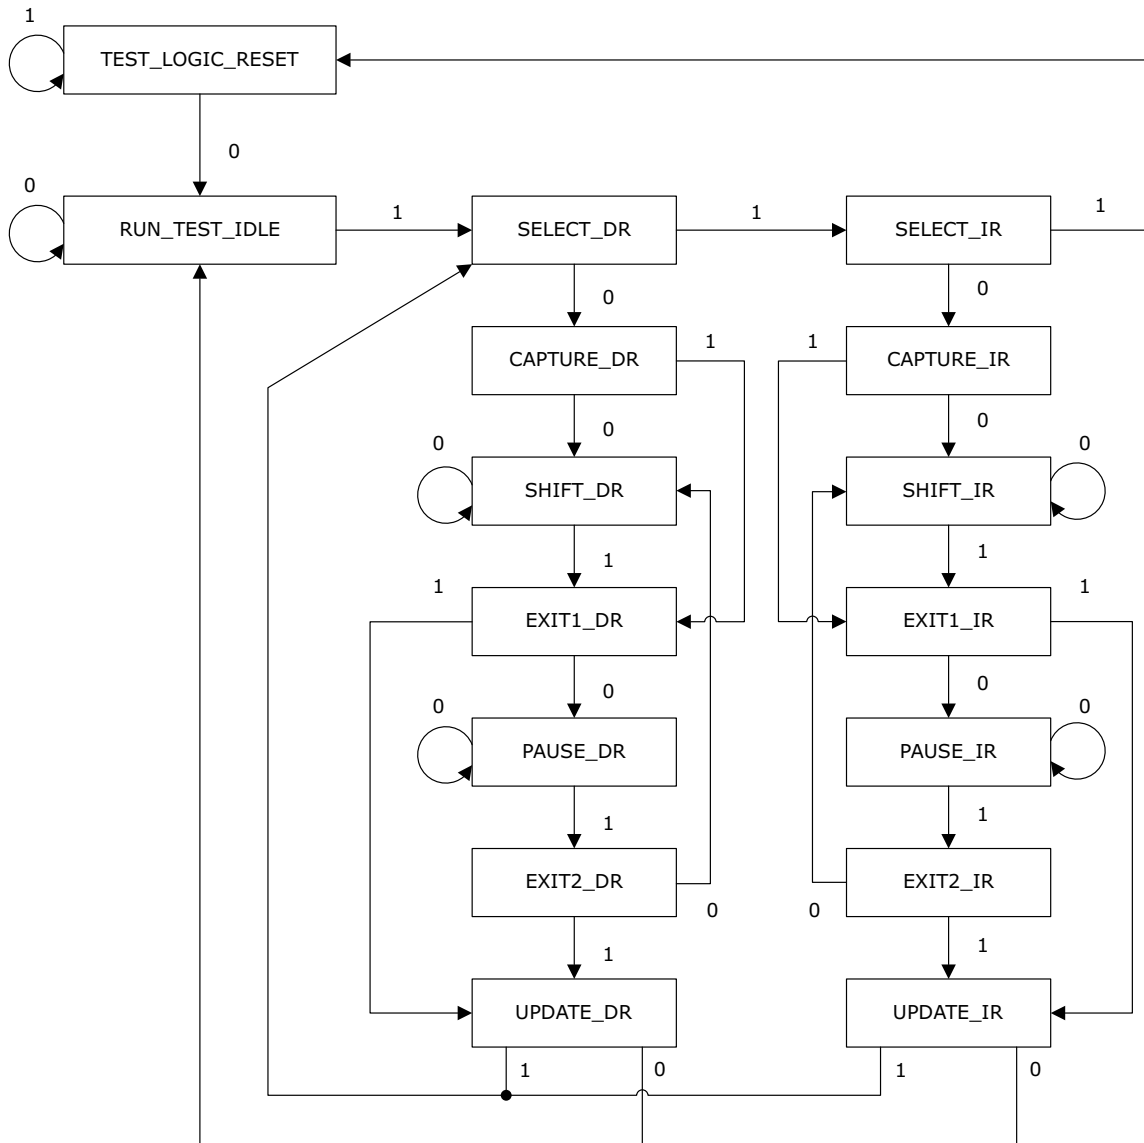 1
TEST_LOGIC_RESET
0
0
RUN_TEST_IDLE
1
SELECT_DR
1
SELECT_IR
1
0
0
CAPTURE_DR
1
1
CAPTURE_IR
0
0
0
0
SHIFT_DR
SHIFT_IR
1
1
1
EXIT1_DR
EXIT1_IR
1
0
0
0
0
PAUSE_DR
PAUSE_IR
1
1
EXIT2_DR
EXIT2_IR
0
0
1
1
UPDATE_DR
UPDATE_IR
1
0
1
0